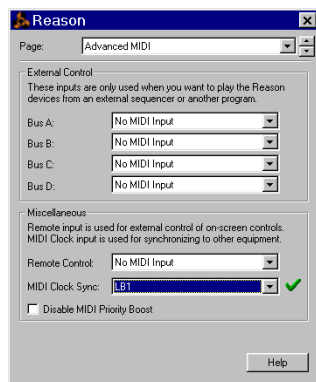 Reason
Page: Advanced MIDI
External Control
These inputs are only used when you want to play the Reason
devices from an external sequencer or another program.
Bus A: No MIDI Input
Bus B: No MIDI Input
Bus C: No MIDI Input
Bus D: No MIDI Input
Miscellaneous
Remote input is used for external control of on-screen controls.
MIDI Clock input is used for synchronizing to other equipment.
Remote Control: No MIDI Input
MIDI Clock Sync: LB1
Disable MIDI Priority Boost
Help